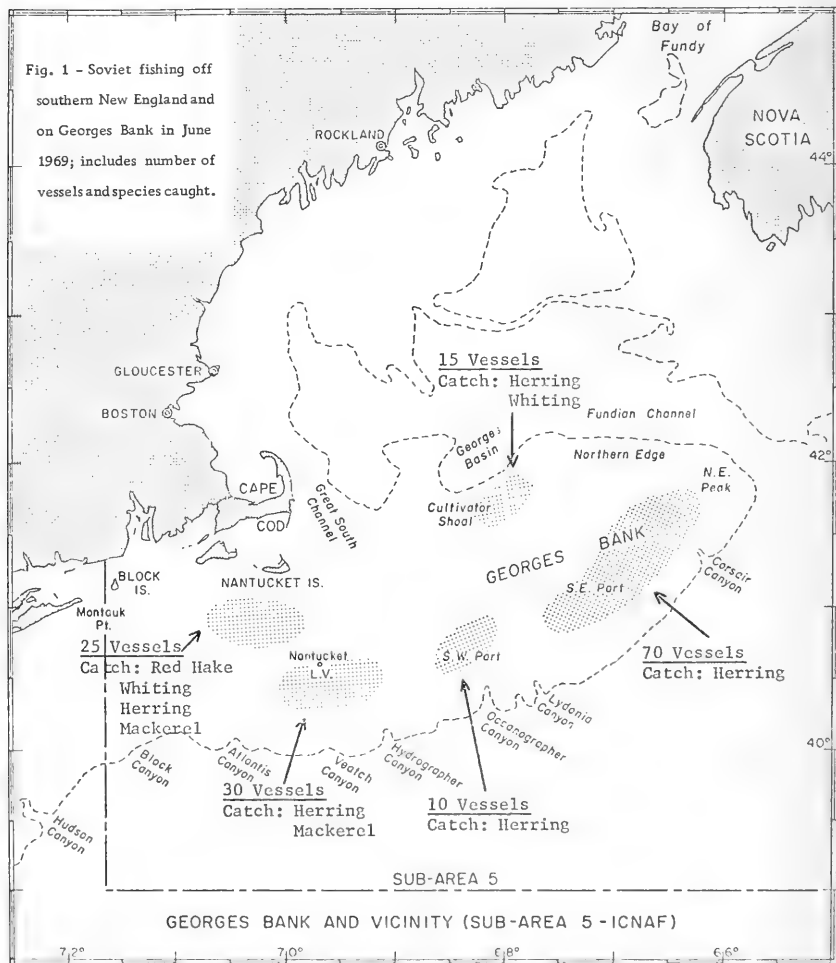 Fig. 1 - Soviet fishing off
southern New England and
on Georges Bank in June
1969; includes number of
vessels and species caught.
Bay of
Fundy
NOVA
SCOTIA
ROCKLAND
44°
GLOUCESTER
BOSTON
15 Vessels
Catch: Herring
Whiting
Fundian Channel
Georges
Basin
Northern Edge
42°
N.E.
Peak
CAPE
COD
Great South
Channel
Cultivator
Shoal
GEORGES BANK
Corsair
Canyon
S.E. Part
BLOCK
IS.
NANTUCKET IS.
Montauk
Pt.
25 Vessels
Catch: Red Hake
Whiting
Herring
Mackerel
Nantucket
L.V.
S.W. Part
70 Vessels
Catch: Herring
Lydonia
Canyon
Oceanographer
Canyon
Hydrographer
Canyon
Veatch
Canyon
Atlantis
Canyon
Block
Canyon
Hudson
Canyon
40°
30 Vessels
Catch: Herring
Mackerel
10 Vessels
Catch: Herring
SUB-AREA 5
GEORGES BANK AND VICINITY (SUB-AREA 5-ICNAF)
72° 70° 68° 66°